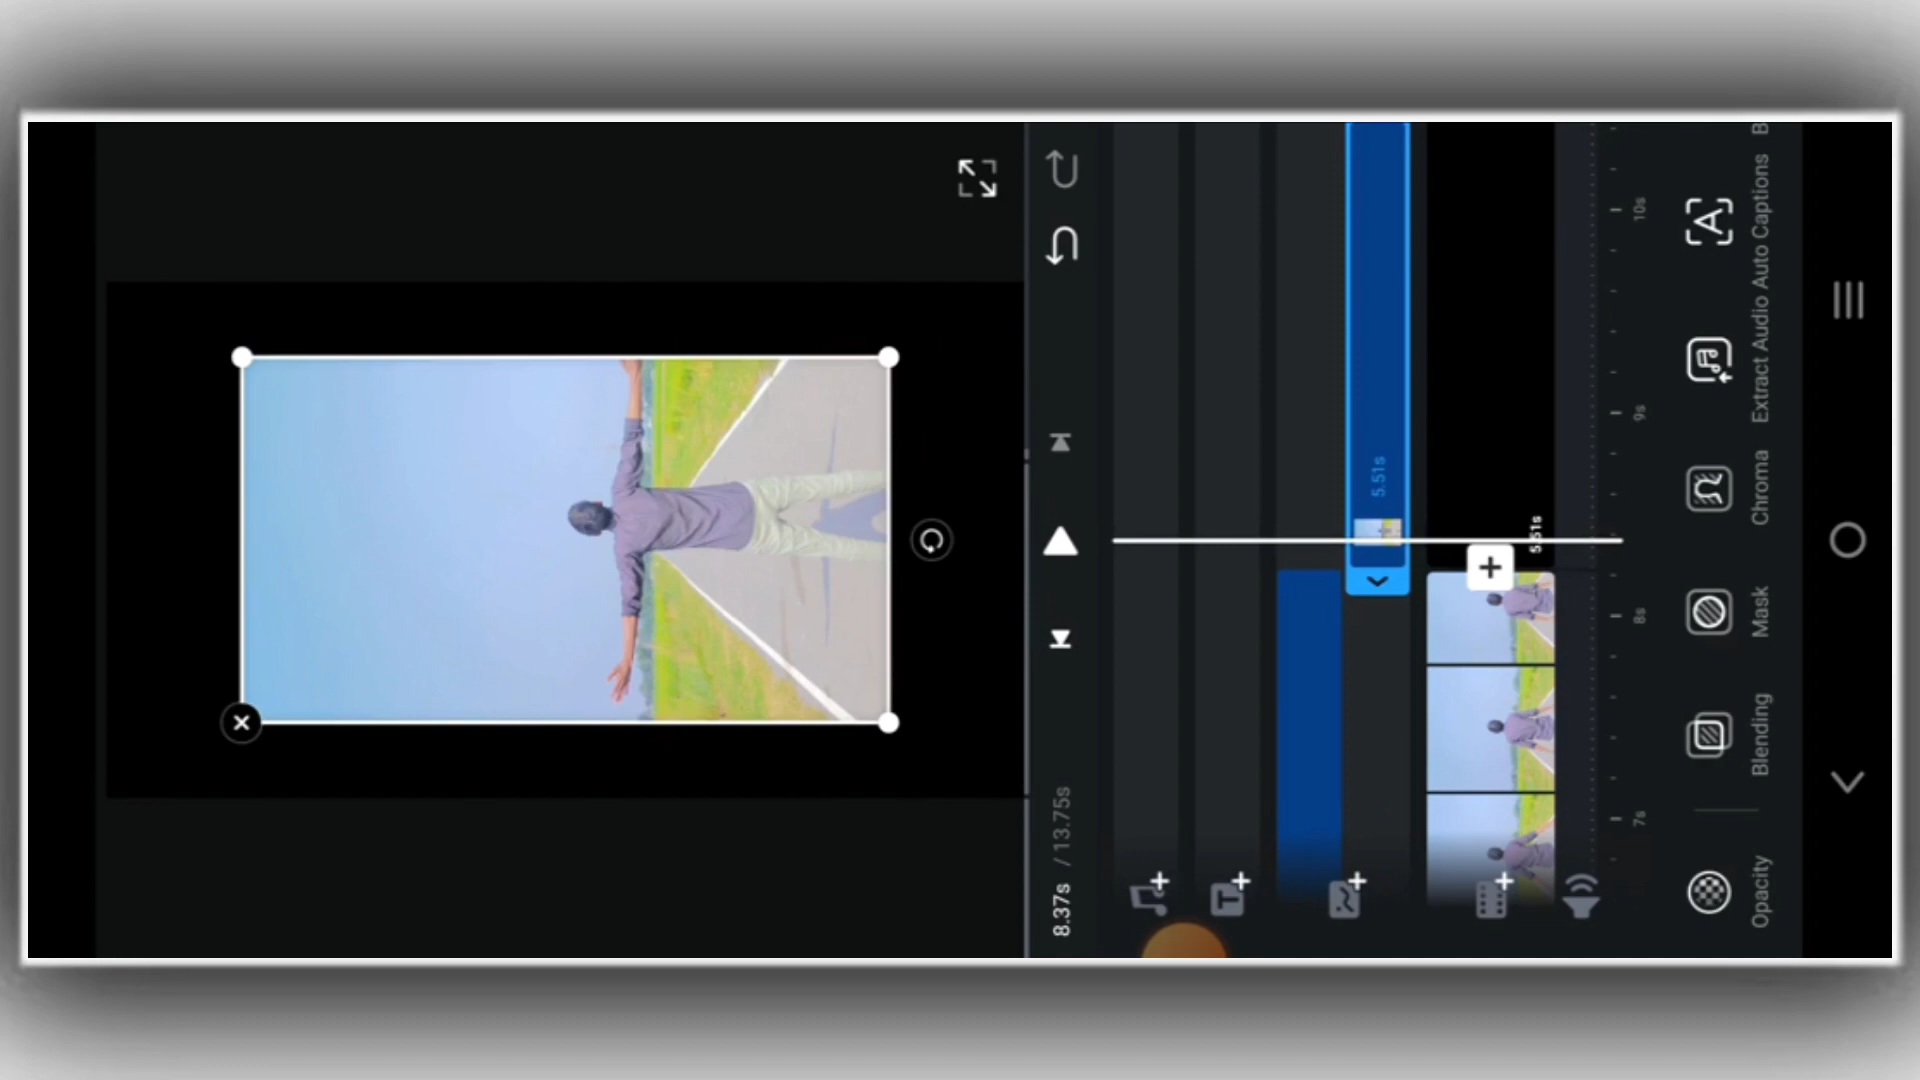 8.37s / 13.75s
5.51s
5.51s
7s
8s
9s
10s
Opacity
Blending
Mask
Chroma
Extract Audio
Auto Captions
B